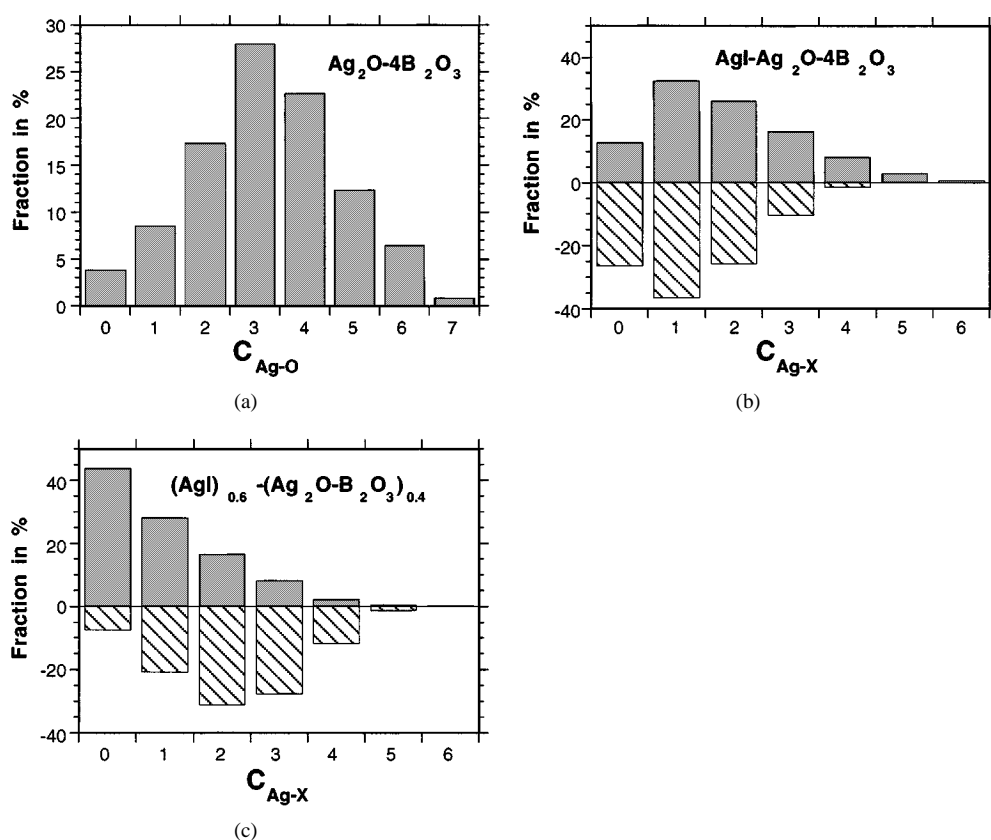 30
25
20
15
10
5
0
Fraction in %
Ag2O-4B2O3
0 1 2 3 4 5 6 7
C Ag-O
(a)
40
20
0
-20
-40
Fraction in %
AgI-Ag2O-4B2O3
0 1 2 3 4 5 6
C Ag-X
(b)
40
20
0
-20
-40
Fraction in %
(AgI)0.6-(Ag2O-B2O3)0.4
0 1 2 3 4 5 6
C Ag-X
(c)